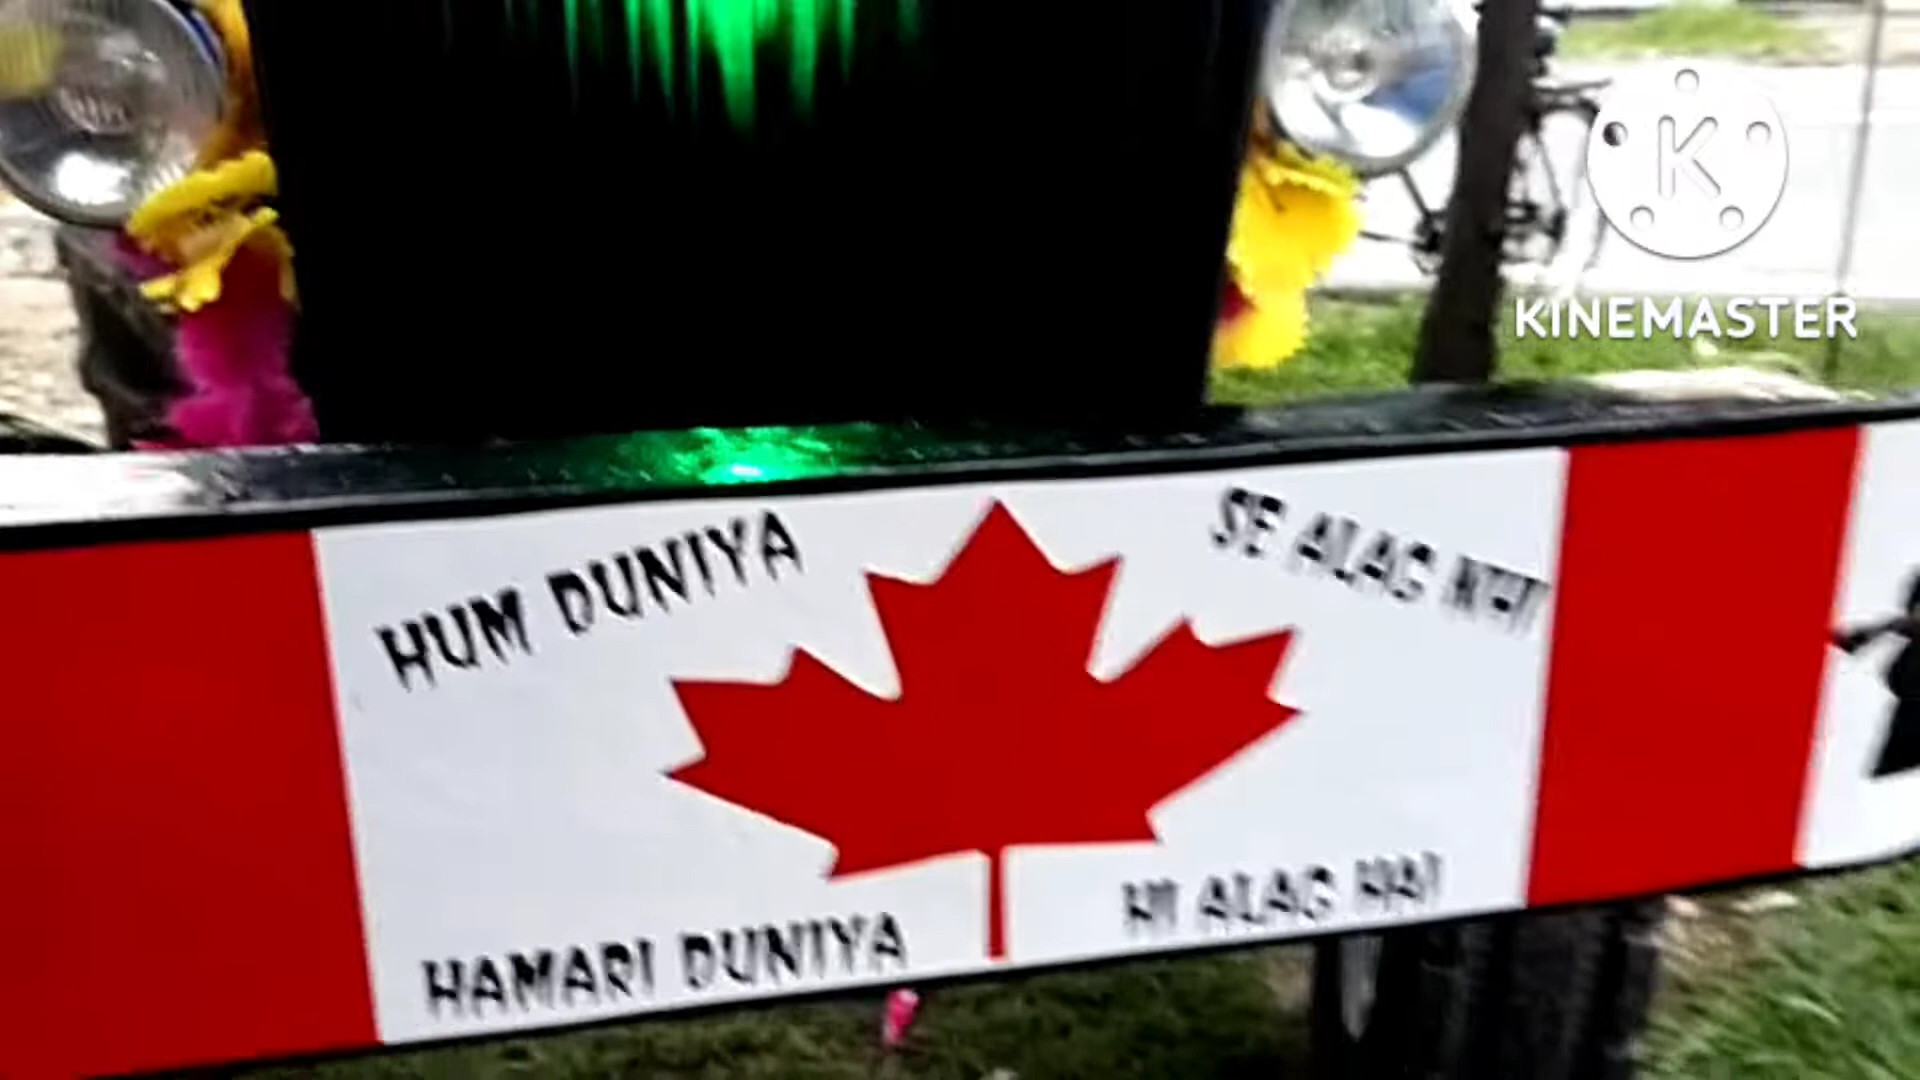 K
KINEMASTER
HUM DUNIYA
SE ALAG NHI
HAMARI DUNIYA
HI ALAG HAI